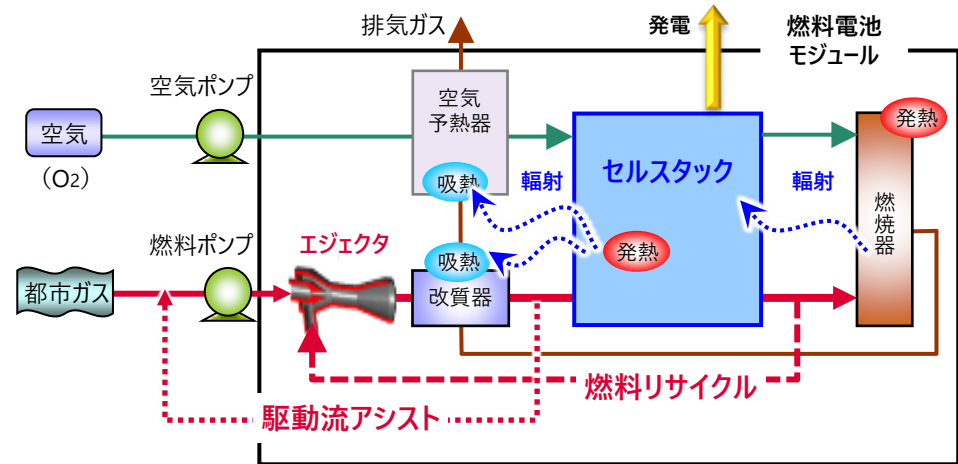 排気ガス
発電
燃料電池
モジュール
空気ポンプ
空気
予熱器
発熱
空気
（O2）
セルスタック
吸熱
輻射
輻射
燃焼器
燃料ポンプ
エジェクタ
吸熱
発熱
都市ガス
改質器
燃料リサイクル
駆動流アシスト